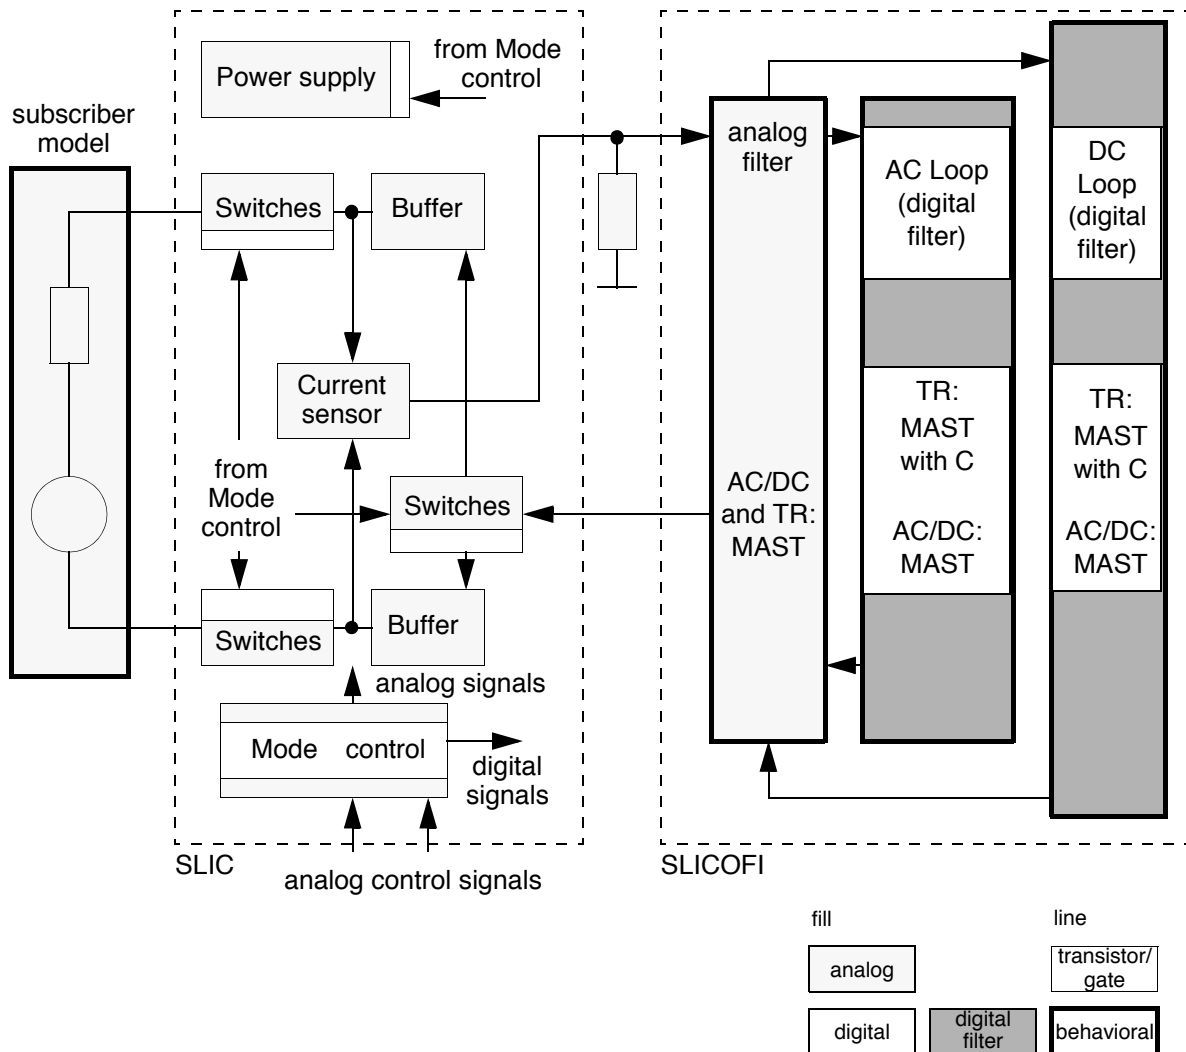 subscriber
model
Power supply
from Mode
control
Switches
Buffer
Current
sensor
from
Mode
control
Switches
Switches
Buffer
analog signals
Mode control
digital
signals
SLIC
analog control signals
analog
filter
AC/DC
and TR:
MAST
AC Loop
(digital
filter)
TR:
MAST
with C
AC/DC:
MAST
DC
Loop
(digital
filter)
TR:
MAST
with C
AC/DC:
MAST
SLICOFI
fill
line
analog
transistor/
gate
digital
digital
filter
behavioral